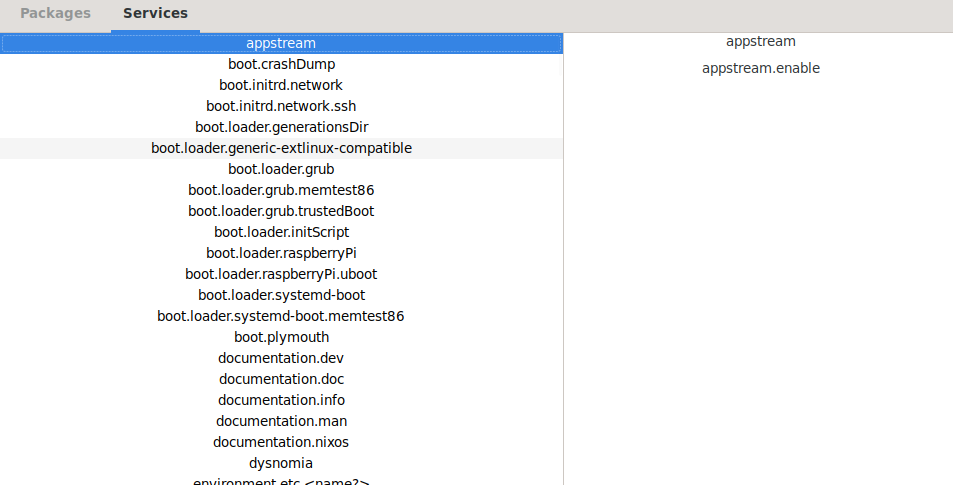 Packages Services
appstream
boot.crashDump
boot.initrd.network
boot.initrd.network.ssh
boot.loader.generationsDir
boot.loader.generic-extlinux-compatible
boot.loader.grub
boot.loader.grub.memtest86
boot.loader.grub.trustedBoot
boot.loader.initScript
boot.loader.raspberryPi
boot.loader.raspberryPi.uboot
boot.loader.systemd-boot
boot.loader.systemd-boot.memtest86
boot.plymouth
documentation.dev
documentation.doc
documentation.info
documentation.man
documentation.nixos
dysnomia
environment.etc.<name?>
appstream
appstream.enable